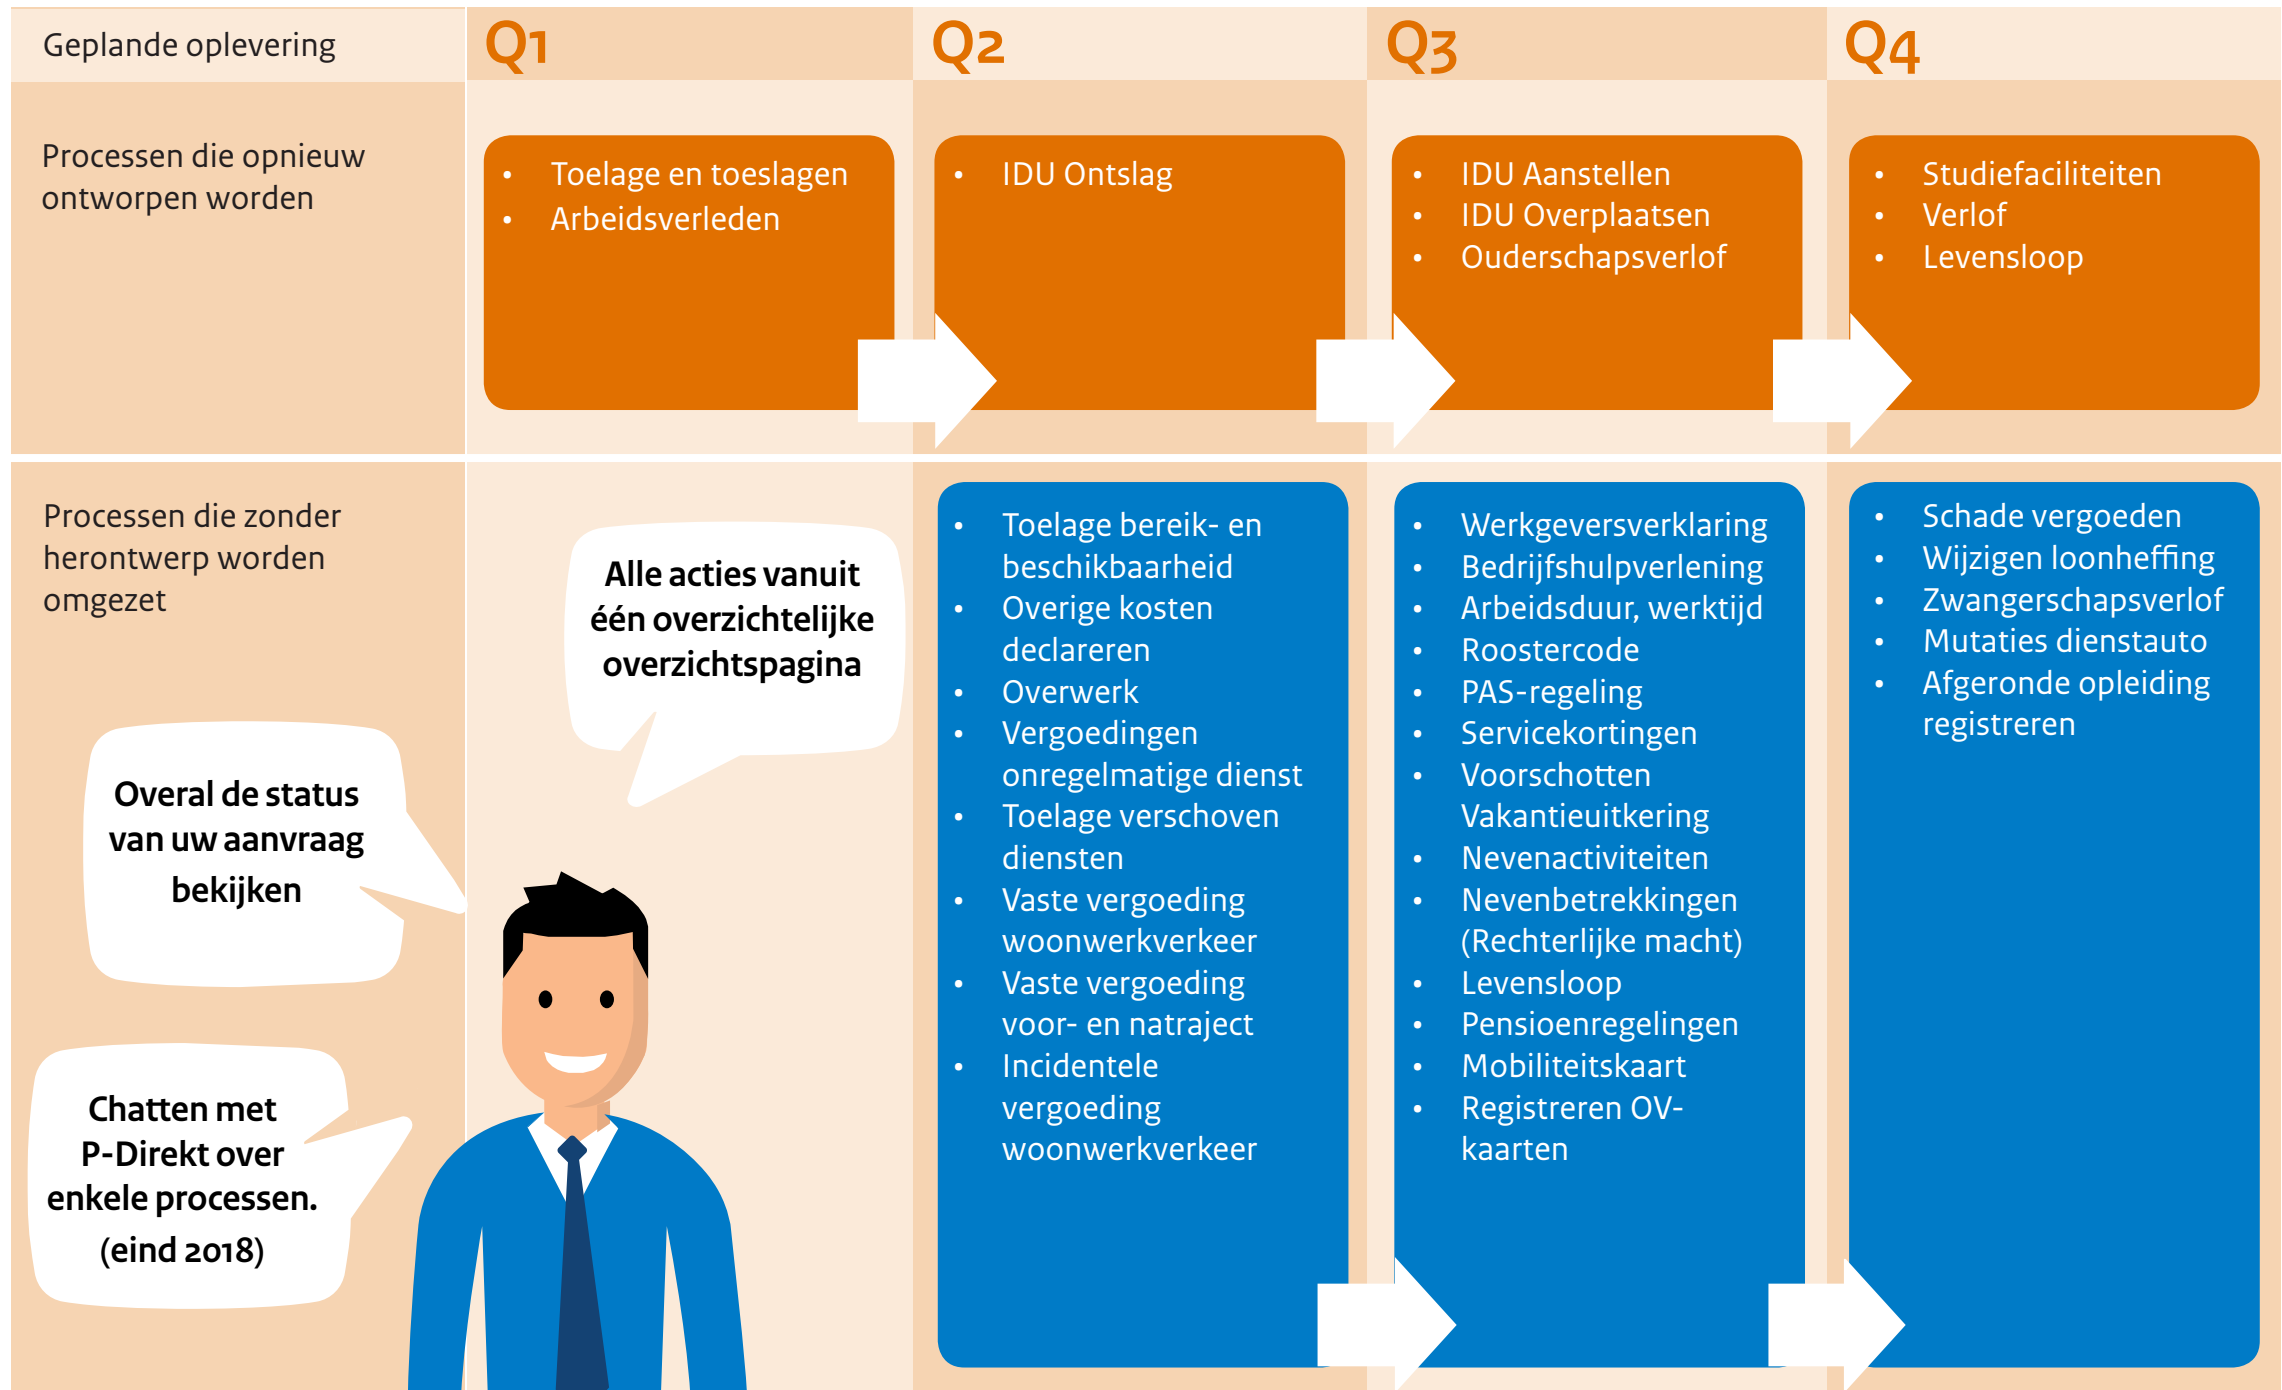 Geplande oplevering
Q1
Q2
Q3
Q4
Processen die opnieuw
ontworpen worden
• Toelage en toeslagen
• Arbeidsverleden
• IDU Ontslag
• IDU Aanstellen
• IDU Overplaatsen
• Ouderschapsverlof
• Studiefaciliteiten
• Verlof
• Levensloop
Processen die zonder
herontwerp worden
omgezet
Alle acties vanuit
één overzichtelijke
overzichtspagina
Overal de status
van uw aanvraag
bekijken
Chatten met
P-Direkt over
enkele processen.
(eind 2018)
• Toelage bereik- en
beschikbaarheid
• Overige kosten
declareren
• Overwerk
• Vergoedingen
onregelmatige dienst
• Toelage verschoven
diensten
• Vaste vergoeding
woonwerkverkeer
• Vaste vergoeding
voor- en natraject
• Incidentele
vergoeding
woonwerkverkeer
• Werkgeversverklaring
• Bedrijfshulpverlening
• Arbeidsduur, werktijd
• Roostercode
• PAS-regeling
• Servicekortingen
• Voorschotten
Vakantieuitkering
• Nevenactiviteiten
• Nevenbetrekkingen
(Rechterlijke macht)
• Levensloop
• Pensioenregelingen
• Mobiliteitskaart
• Registreren OV-
kaarten
• Schade vergoeden
• Wijzigen loonheffing
• Zwangerschapsverlof
• Mutaties dienstauto
• Afgeronde opleiding
registreren